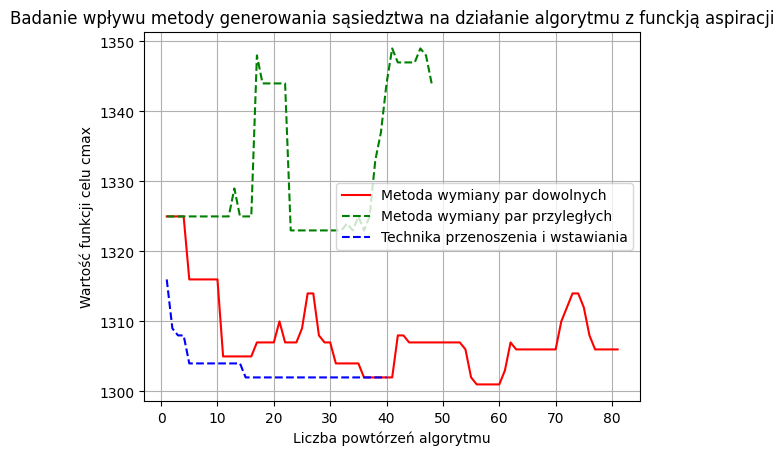 Badanie wpływu metody generowania sąsiedztwa na działanie algorytmu z funckją aspiracji
1350
1340
1330
1320
1310
1300
Wartość funkcji celu cmax
Metoda wymiany par dowolnych
Metoda wymiany par przyległych
Technika przenoszenia i wstawiania
0 10 20 30 40 50 60 70 80
Liczba powtórzeń algorytmu